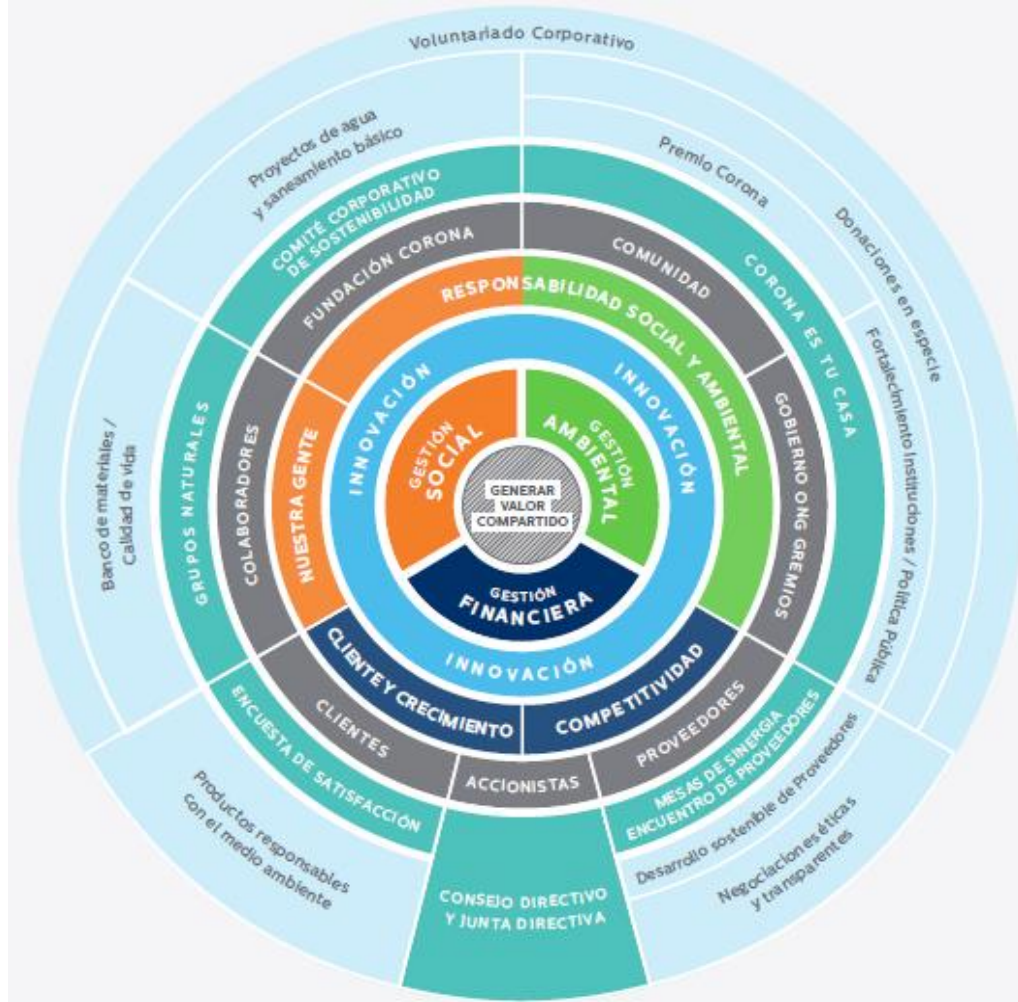 Voluntariado Corporativo
Proyectos de agua
y saneamiento básico
Premio Corona
Donaciones en especie
Fortalecimiento Instituciones / Política Pública
Banco de materiales /
Calidad de vida
COMITÉ CORPORATIVO
DE SOSTENIBILIDAD
CORONA ES TU CASA
GRUPOS NATURALES
FUNDACIÓN CORONA
COMUNIDAD
COLABORADORES
GOBIERNO ONG GREMIOS
RESPONSABILIDAD SOCIAL Y AMBIENTAL
NUESTRA GENTE
INNOVACIÓN
INNOVACIÓN
GESTIÓN
SOCIAL
GESTIÓN
AMBIENTAL
GENERAR
VALOR
COMPARTIDO
GESTIÓN
FINANCIERA
INNOVACIÓN
CLIENTE Y CRECIMIENTO
COMPETITIVIDAD
CLIENTES
ACCIONISTAS
PROVEEDORES
ENCUESTA DE SATISFACCIÓN
MESAS DE SINERGIA
ENCUENTRO DE PROVEEDORES
Productos responsables
con el medio ambiente
CONSEJO DIRECTIVO
Y JUNTA DIRECTIVA
Desarrollo sostenible de Proveedores
Negociaciones éticas
y transparentes